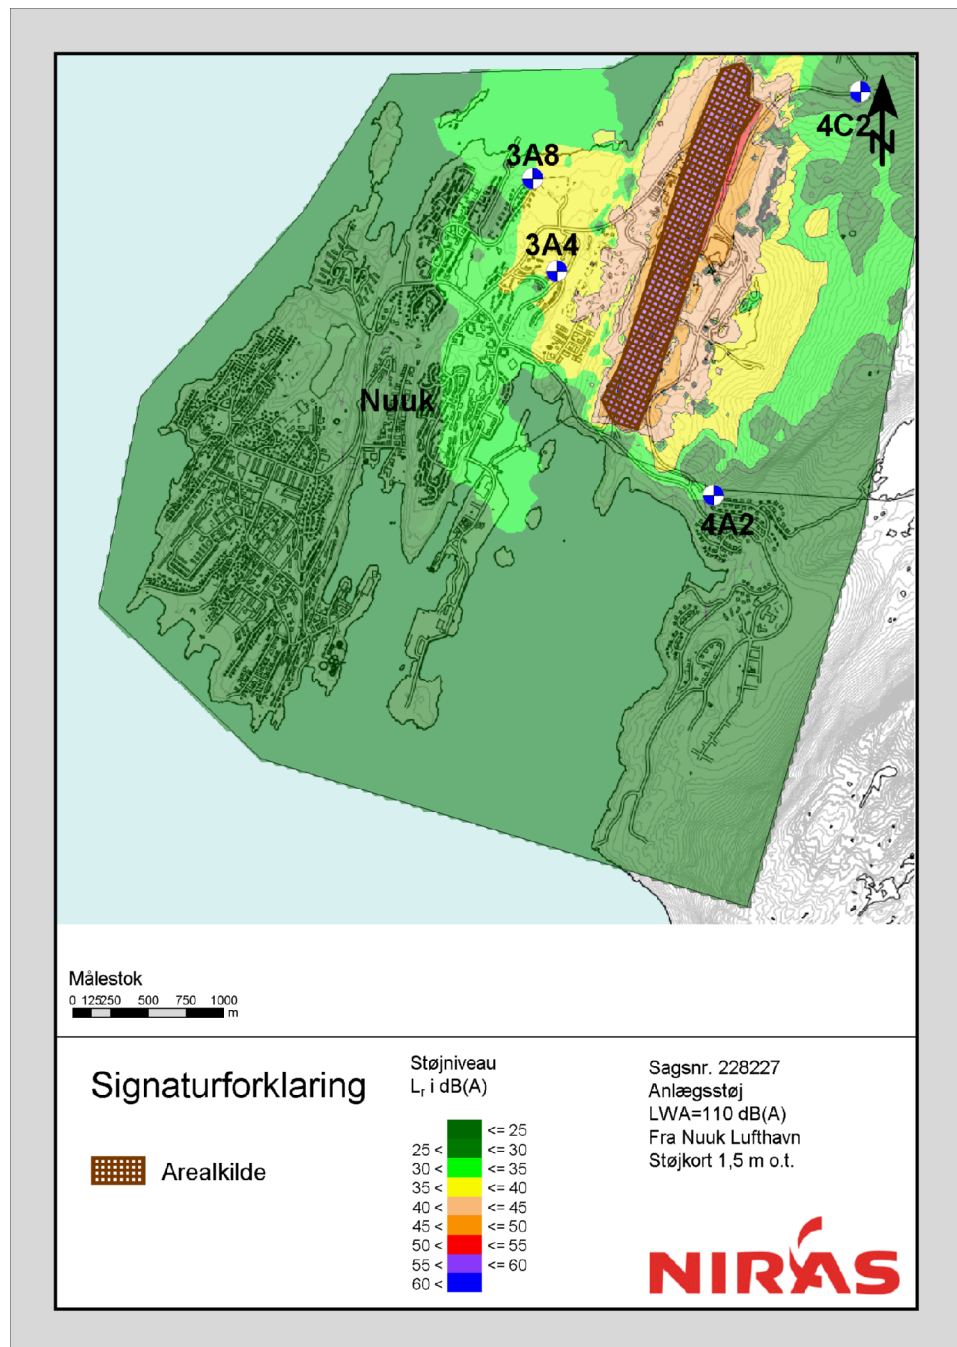 4C2
N
3A8
3A4
Nuuk
4A2
Målestok
0 125250 500 750 1000
m
Signaturforklaring
Arealkilde
Støjniveau
Lr i dB(A)
<= 25
25 < <= 30
30 < <= 35
35 < <= 40
40 < <= 45
45 < <= 50
50 < <= 55
55 < <= 60
60 <
Sagsnr. 228227
Anlægsstøj
LWA=110 dB(A)
Fra Nuuk Lufthavn
Støjkort 1,5 m o.t.
NIRAS